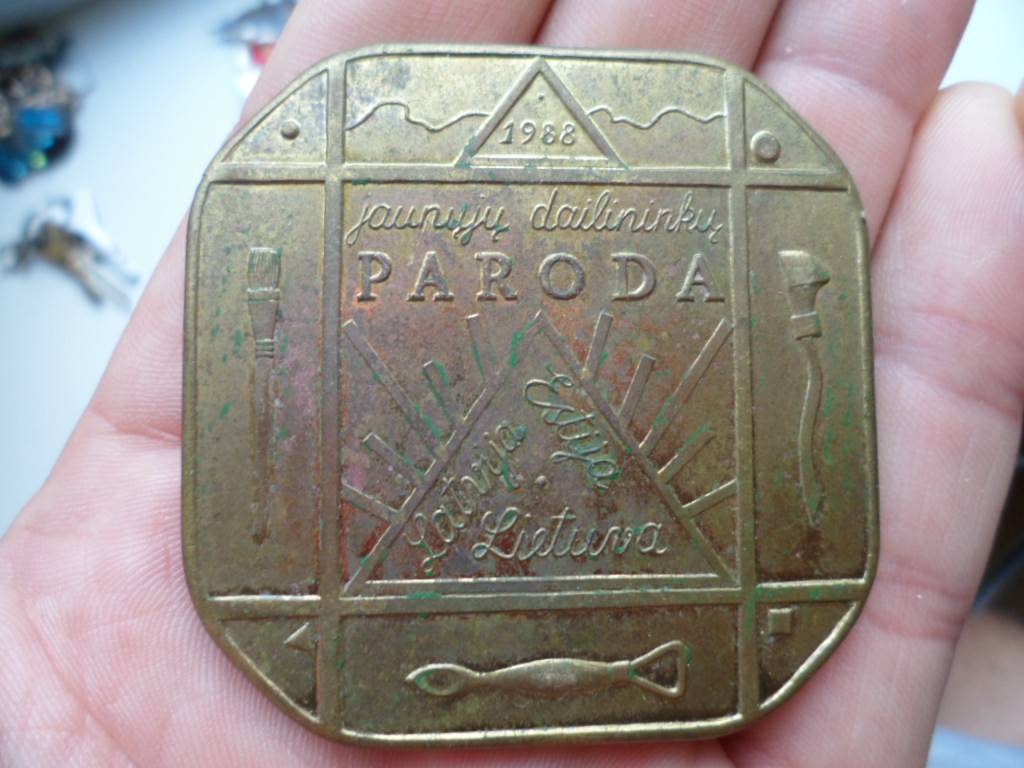 1988
jaunųjų dailininkų
PARODA
Latvija
Estija
Lietuva